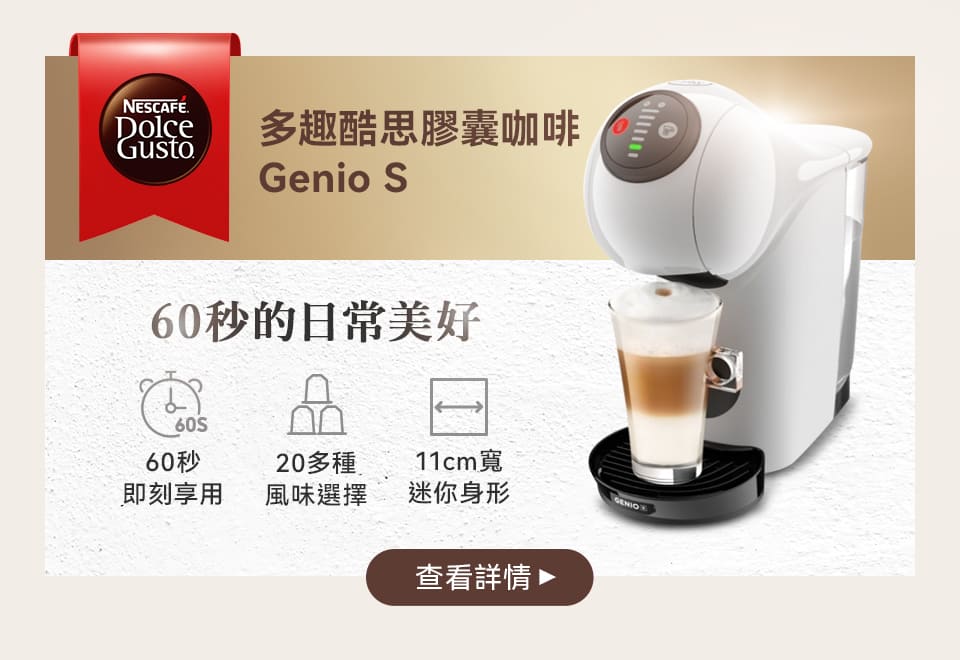 NESCAFÉ.
Dolce
Gusto.
多趣酷思膠囊咖啡
Genio S
60秒的日常美好
60S
60秒
即刻享用
20多種
風味選擇
11cm寬
迷你身形
GENIO S
查看詳情▶